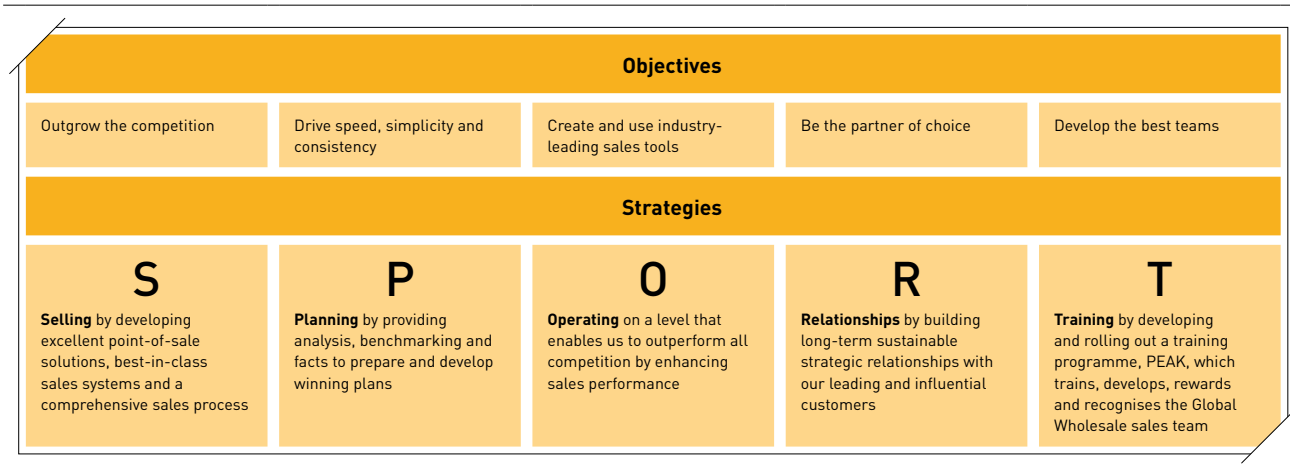 Objectives
Outgrow the competition
Drive speed, simplicity and
consistency
Create and use industry-
leading sales tools
Be the partner of choice
Develop the best teams
Strategies
S
Selling by developing
excellent point-of-sale
solutions, best-in-class
sales systems and a
comprehensive sales process
P
Planning by providing
analysis, benchmarking and
facts to prepare and develop
winning plans
O
Operating on a level that
enables us to outperform all
competition by enhancing
sales performance
R
Relationships by building
long-term sustainable
strategic relationships with
our leading and influential
customers
T
Training by developing
and rolling out a training
programme, PEAK, which
trains, develops, rewards
and recognises the Global
Wholesale sales team